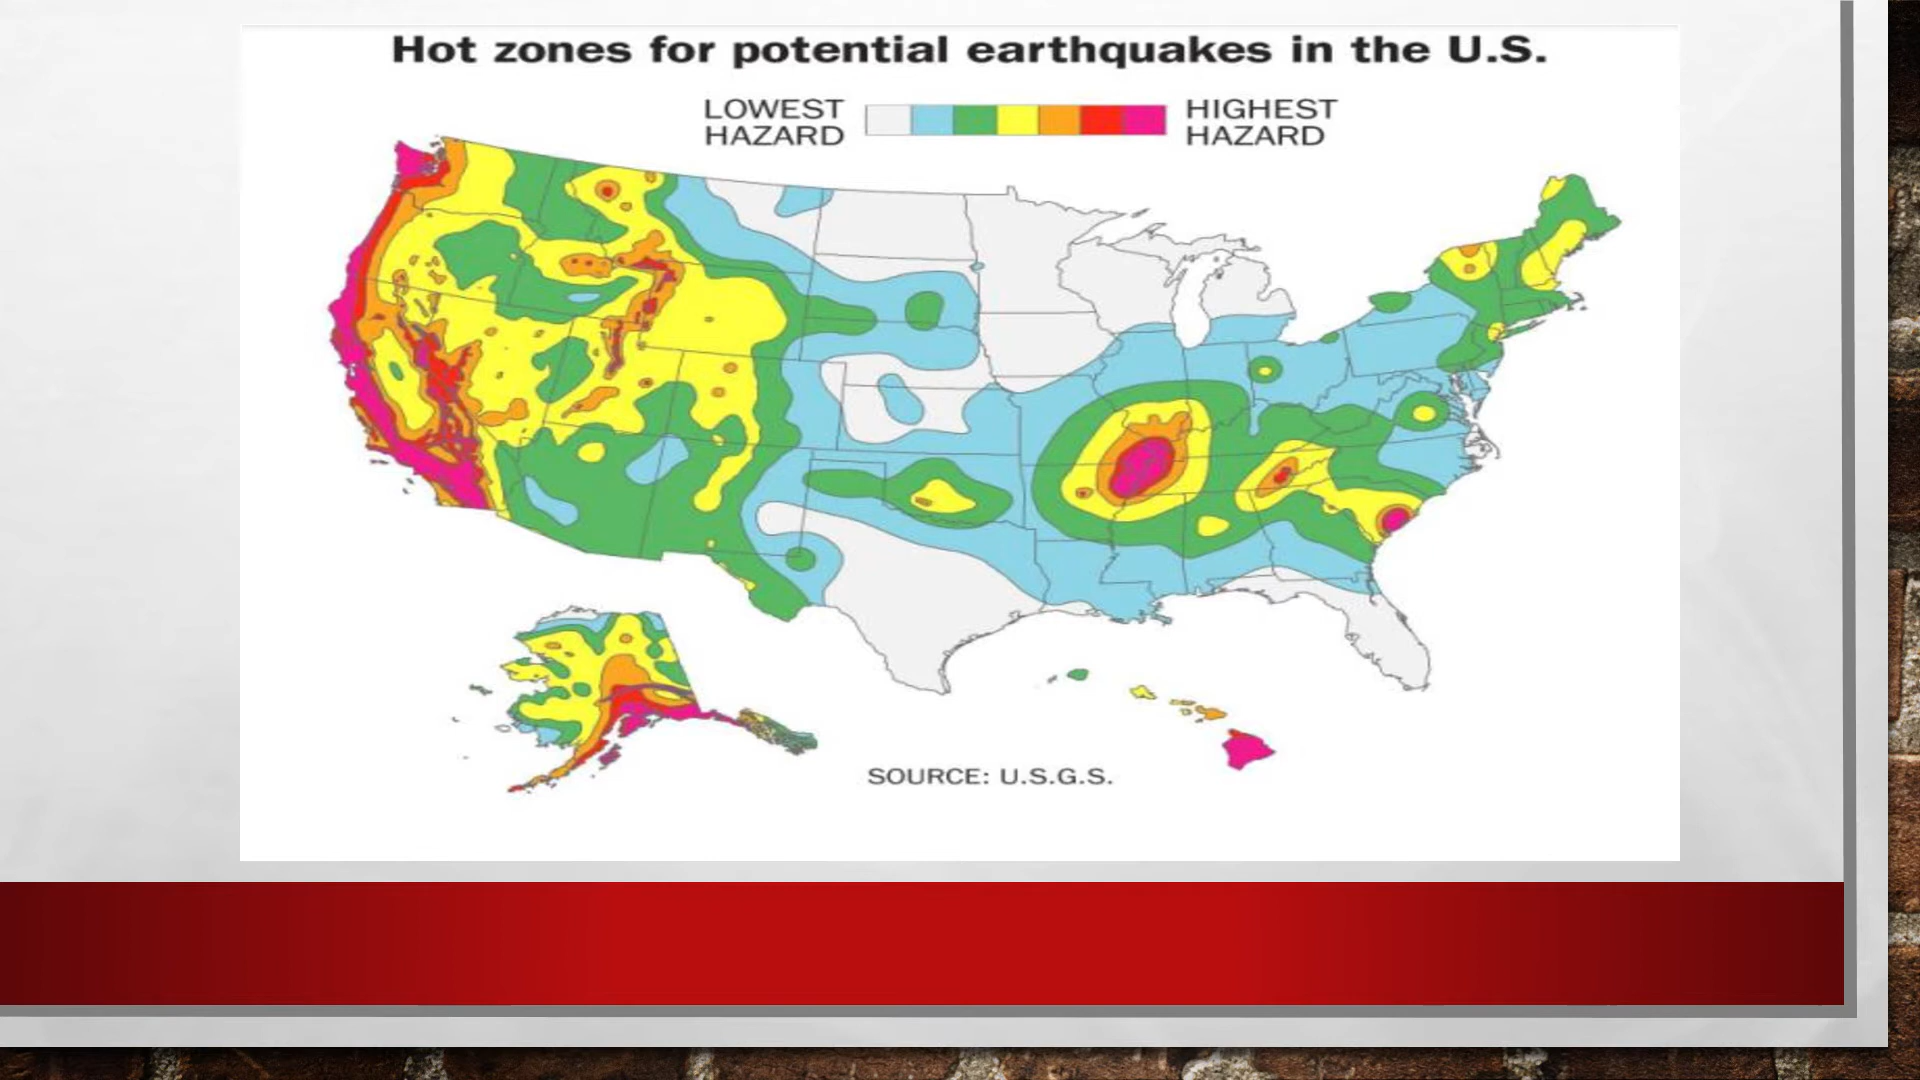 Hot zones for potential earthquakes in the U.S.
LOWEST
HAZARD
HIGHEST
HAZARD
SOURCE: U.S.G.S.